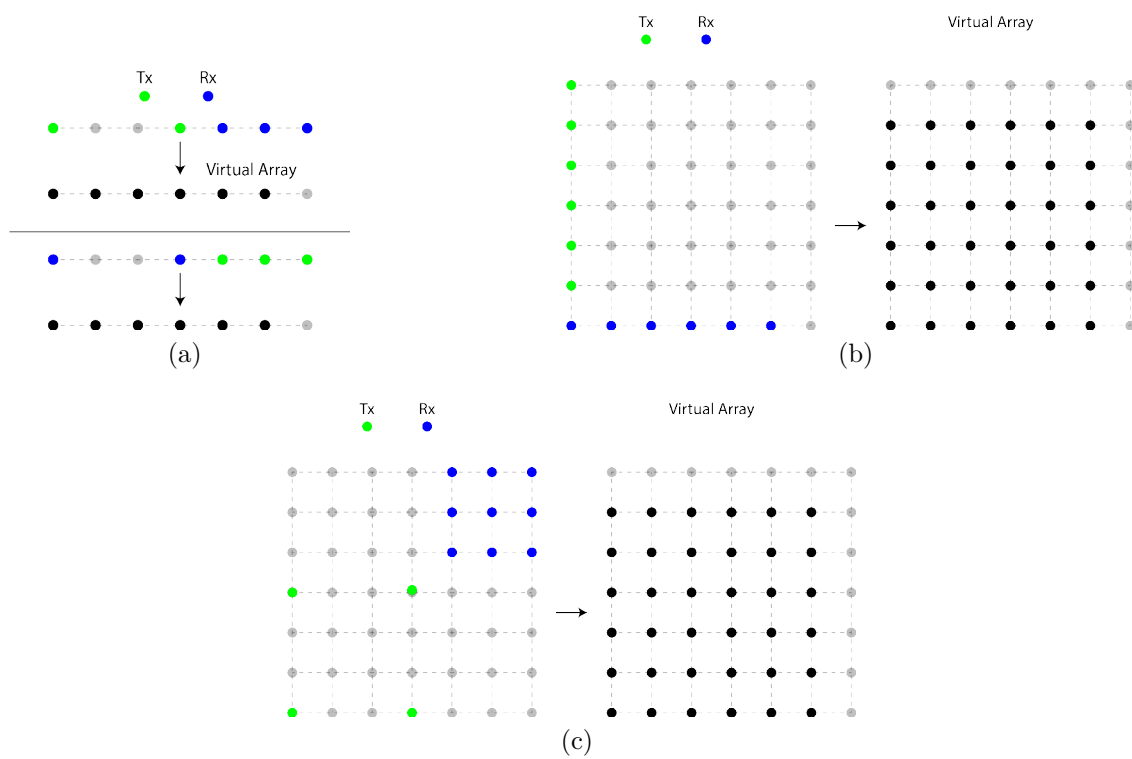 Tx Rx
Virtual Array
(a)
Tx Rx Virtual Array
(b)
Tx Rx Virtual Array
(c)